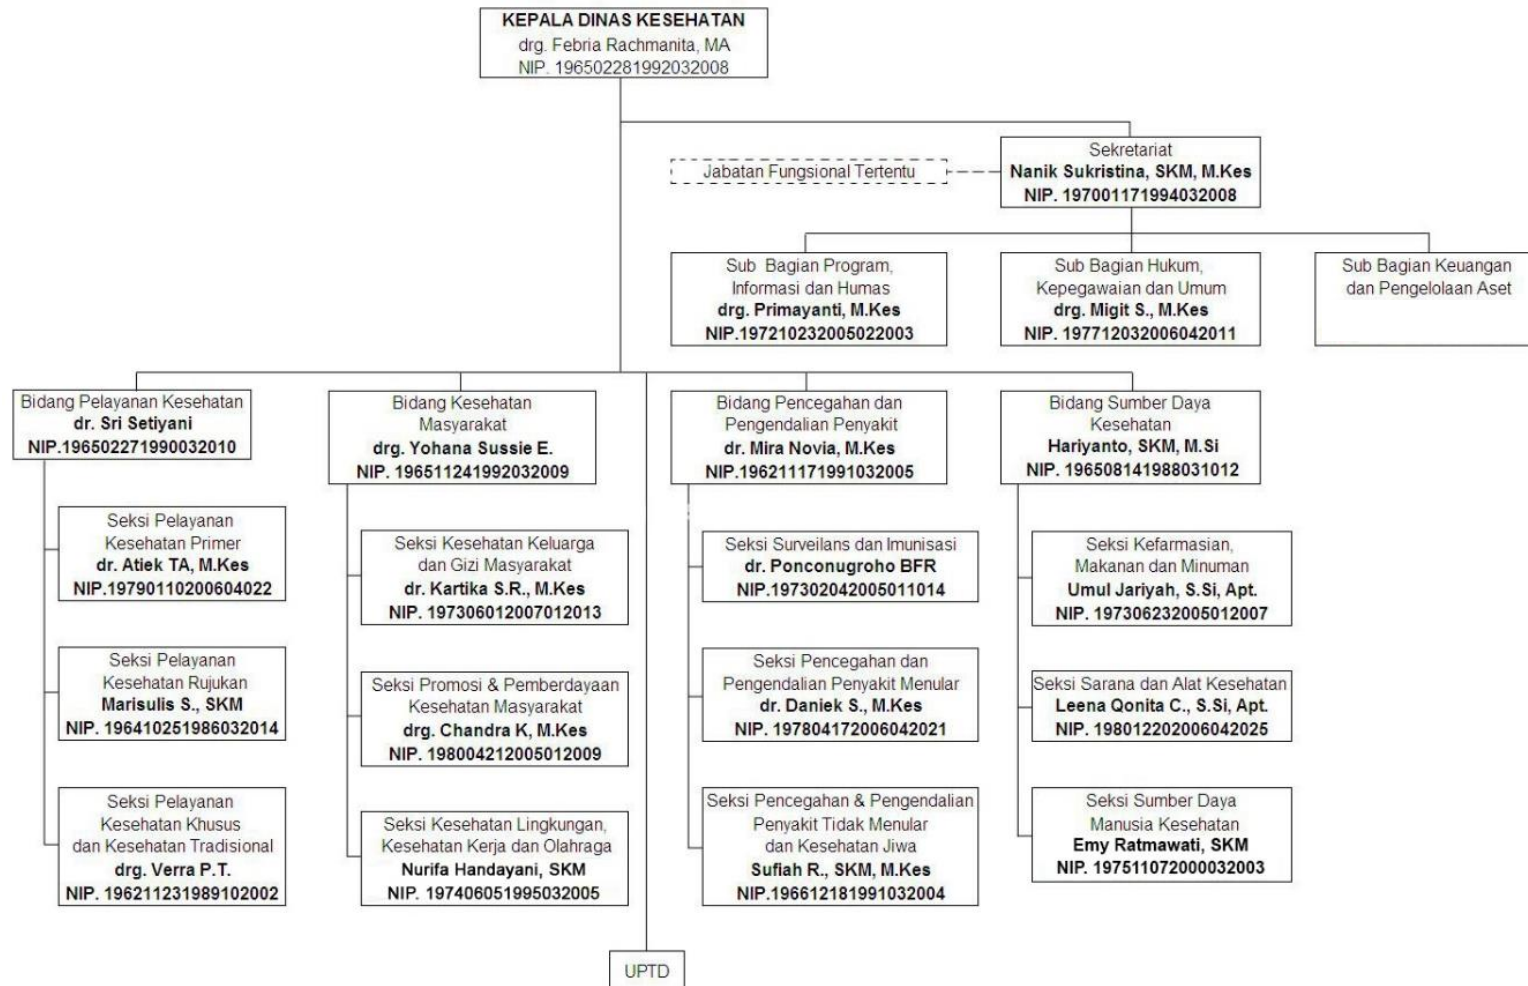 KEPALA DINAS KESEHATAN
drg. Febria Rachmanita, MA
NIP. 196502281992032008
Sekretariat
Nanik Sukristina, SKM, M.Kes
NIP. 197001171994032008
Jabatan Fungsional Tertentu
Sub Bagian Program,
Informasi dan Humas
drg. Primayanti, M.Kes
NIP.197210232005022003
Sub Bagian Hukum,
Kepegawaian dan Umum
drg. Migit S., M.Kes
NIP. 197712032006042011
Sub Bagian Keuangan
dan Pengelolaan Aset
Bidang Pelayanan Kesehatan
dr. Sri Setiyani
NIP.196502271990032010
Seksi Pelayanan
Kesehatan Primer
dr. Atiek TA, M.Kes
NIP.19790110200604022
Seksi Pelayanan
Kesehatan Rujukan
Marisulis S., SKM
NIP. 196410251986032014
Seksi Pelayanan
Kesehatan Khusus
dan Kesehatan Tradisional
drg. Verra P.T.
NIP. 196211231989102002
Bidang Kesehatan
Masyarakat
drg. Yohana Sussie E.
NIP. 196511241992032009
Seksi Kesehatan Keluarga
dan Gizi Masyarakat
dr. Kartika S.R., M.Kes
NIP. 197306012007012013
Seksi Promosi & Pemberdayaan
Kesehatan Masyarakat
drg. Chandra K, M.Kes
NIP. 198004212005012009
Seksi Kesehatan Lingkungan,
Kesehatan Kerja dan Olahraga
Nurifa Handayani, SKM
NIP. 197406051995032005
Bidang Pencegahan dan
Pengendalian Penyakit
dr. Mira Novia, M.Kes
NIP. 196211171991032005
Seksi Surveilans dan Imunisasi
dr. Ponconugroho BFR
NIP. 197302042005011014
Seksi Pencegahan dan
Pengendalian Penyakit Menular
dr. Daniek S., M.Kes
NIP. 197804172006042021
Seksi Pencegahan & Pengendalian
Penyakit Tidak Menular
dan Kesehatan Jiwa
Sufiah R., SKM, M.Kes
NIP.196612181991032004
Bidang Sumber Daya
Kesehatan
Hariyanto, SKM, M.Si
NIP. 196508141988031012
Seksi Kefarmasian,
Makanan dan Minuman
Umul Jariyah, S.Si, Apt.
NIP. 197306232005012007
Seksi Sarana dan Alat Kesehatan
Leena Qonita C., S.Si, Apt.
NIP. 198012202006042025
Seksi Sumber Daya
Manusia Kesehatan
Emy Ratmawati, SKM
NIP. 197511072000032003
UPTD